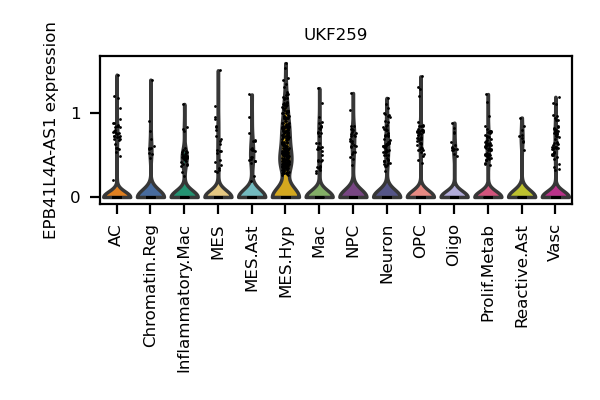 UKF259
EPB41L4A-AS1 expression
1
0
AC
Chromatin.Reg
Inflammatory.Mac
MES
MES.Ast
MES.Hyp
Mac
NPC
Neuron
OPC
Oligo
Prolif.Metab
Reactive.Ast
Vasc